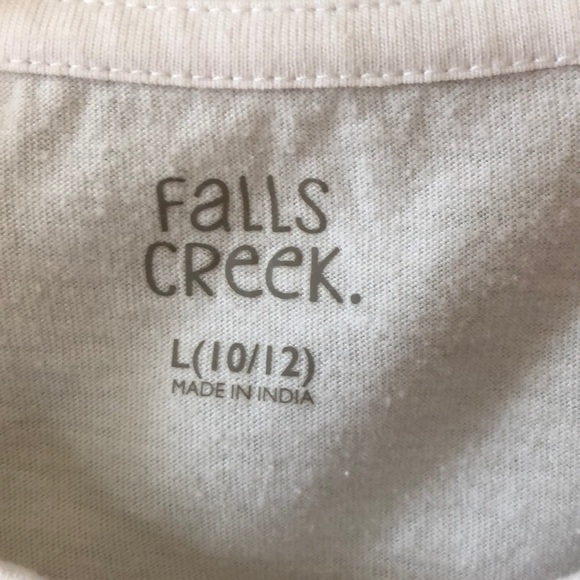 Falls
Creek.
L(10/12)
MADE IN INDIA